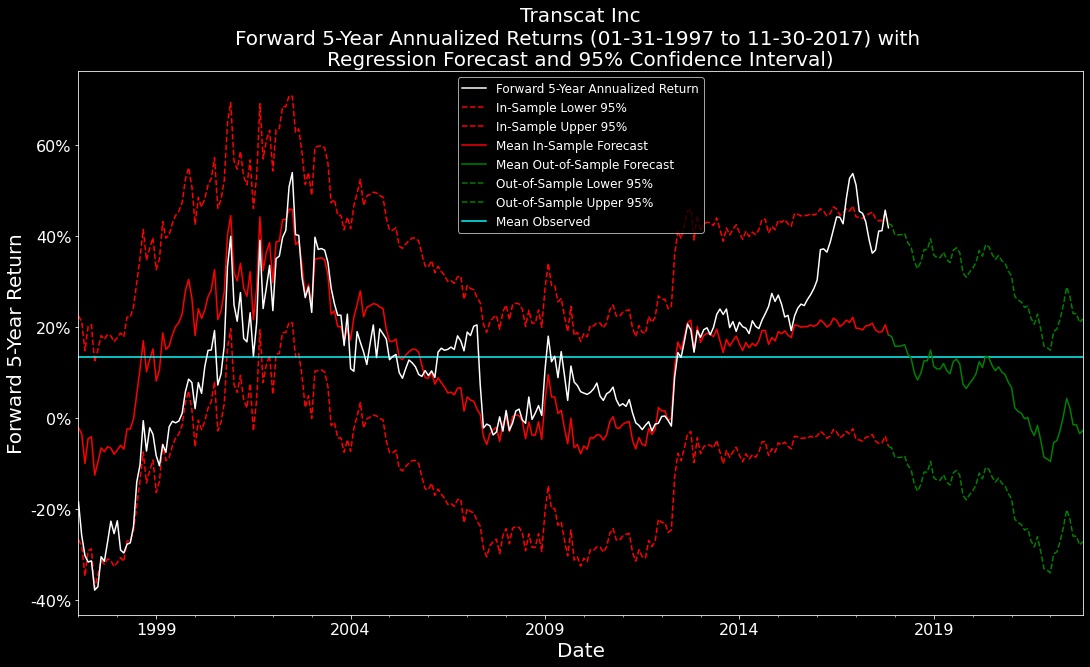 Transcat Inc
Forward 5-Year Annualized Returns (01-31-1997 to 11-30-2017) with
Regression Forecast and 95% Confidence Interval)
Forward 5-Year Annualized Return
In-Sample Lower 95%
In-Sample Upper 95%
Mean In-Sample Forecast
Mean Out-of-Sample Forecast
Out-of-Sample Lower 95%
Out-of-Sample Upper 95%
Mean Observed
Forward 5-Year Return
60%
40%
20%
0%
-20%
-40%
1999
2004
2009
2014
2019
Date